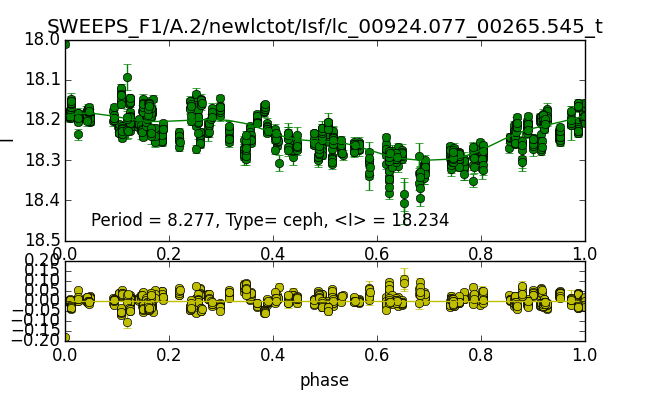 SWEEPS_F1/A.2/newlctot/Isf/lc_00924.077_00265.545_t
18.0
18.1
18.2
18.3
18.4
18.5
I
Period = 8.277, Type= ceph, <I> = 18.234
0.0 0.2 0.4 0.6 0.8 1.0
0.20
0.15
0.10
0.05
0.00
−0.05
−0.10
−0.15
−0.20
0.0 0.2 0.4 0.6 0.8 1.0
phase